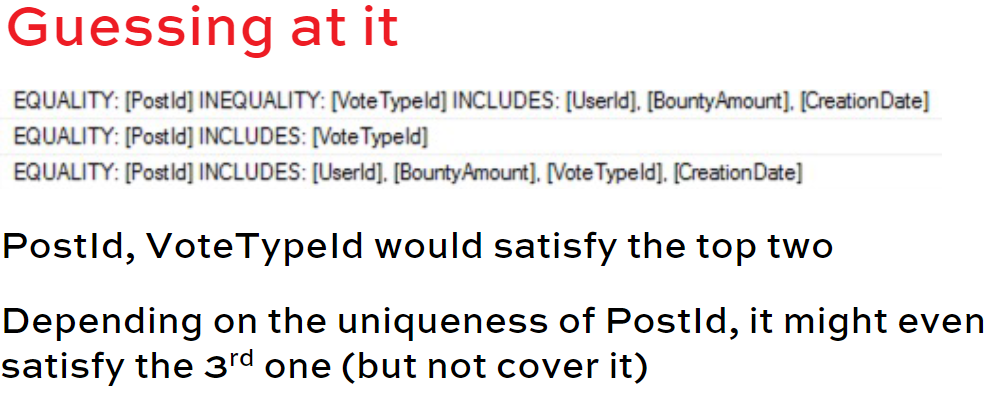 Guessing at it
EQUALITY: [PostId] INEQUALITY: [VoteTypeId] INCLUDES: [UserId], [BountyAmount], [CreationDate]
EQUALITY: [PostId] INCLUDES: [VoteTypeId]
EQUALITY: [PostId] INCLUDES: [UserId], [BountyAmount], [VoteTypeId], [CreationDate]
PostId, VoteTypeId would satisfy the top two
Depending on the uniqueness of PostId, it might even
satisfy the 3rd one (but not cover it)